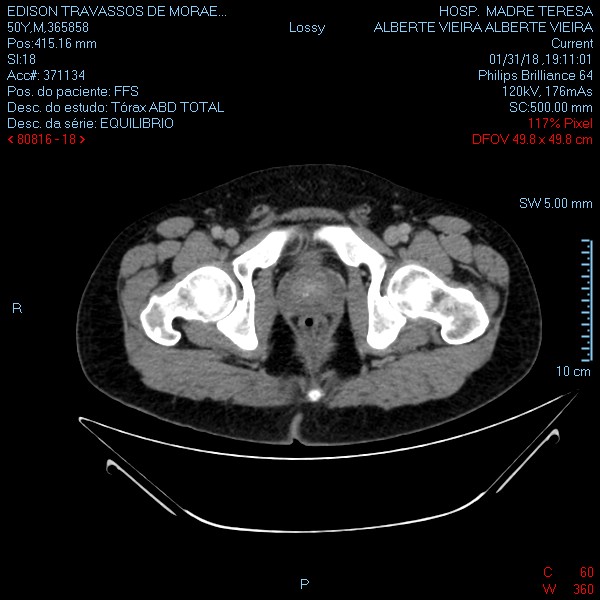 EDISON TRAVASSOS DE MORAE...
50Y,M,365858
Pos:415.16 mm
SI:18
Acc#: 371134
Pos. do paciente: FFS
Desc. do estudo: Tórax ABD TOTAL
Desc. da série: EQUILIBRIO
< 80816 - 18 >
Lossy
HOSP. MADRE TERESA
ALBERTE VIEIRA ALBERTE VIEIRA
Current
01/31/18 ,19:11:01
Philips Brilliance 64
120kV, 176mAs
SC:500.00 mm
117% Pixel
DFOV 49.8 x 49.8 cm
SW 5.00 mm
R
10 cm
P
C 60
W 360